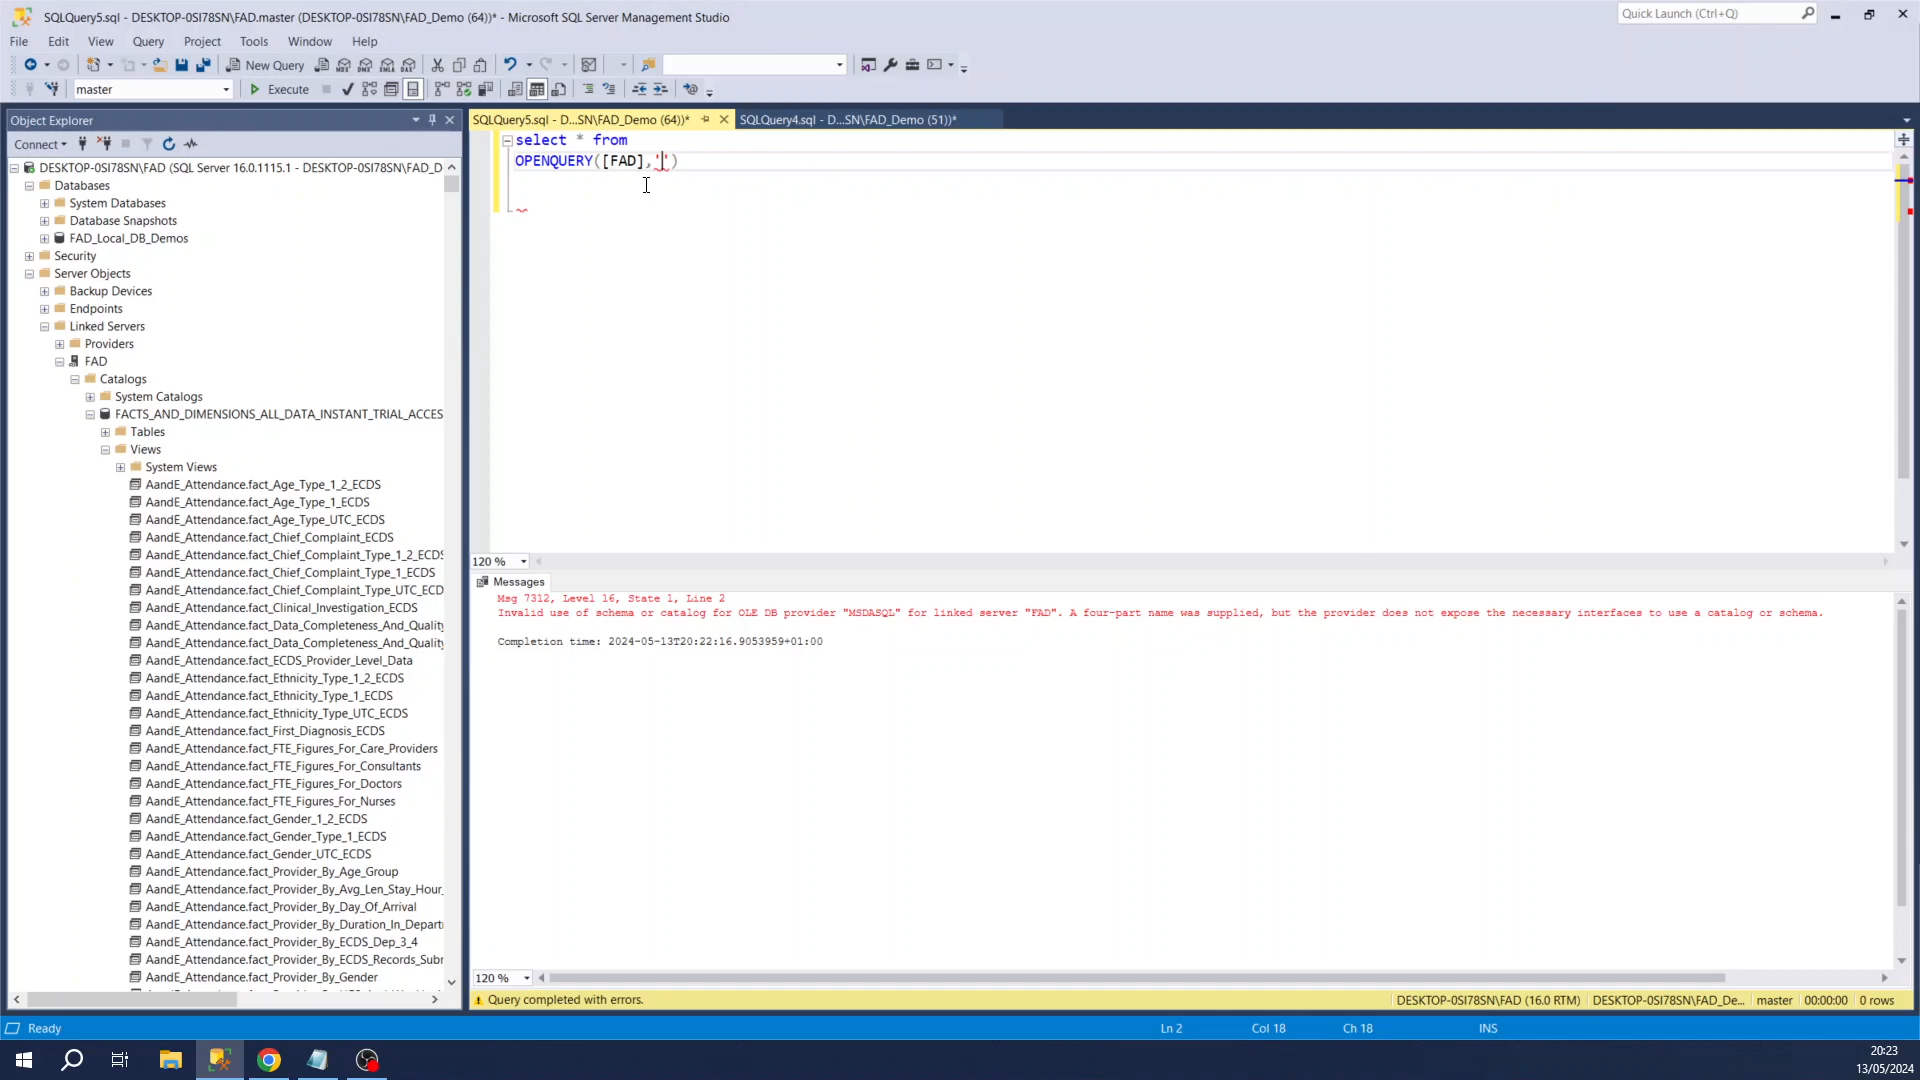 SQLQuery5.sql - DESKTOP-0SI78SN\FAD.master (DESKTOP-0SI78SN\FAD_Demo (64))* - Microsoft SQL Server Management Studio
Quick Launch (Ctrl+Q)
File Edit View Query Project Tools Window Help
New Query
master
Execute
Object Explorer
SQLQuery5.sql - D...SN\FAD_Demo (64))*
SQLQuery4.sql - D...SN\FAD_Demo (51))*
Connect
select * from
OPENQUERY([FAD],'')
DESKTOP-0SI78SN\FAD (SQL Server 16.0.1115.1 - DESKTOP-0SI78SN\FAD_D
Databases
System Databases
Database Snapshots
FAD_Local_DB_Demos
Security
Server Objects
Backup Devices
Endpoints
Linked Servers
Providers
FAD
Catalogs
System Catalogs
FACTS_AND_DIMENSIONS_ALL_DATA_INSTANT_TRIAL_ACCES
Tables
Views
System Views
AandE_Attendance.fact_Age_Type_1_2_ECDS
AandE_Attendance.fact_Age_Type_1_ECDS
AandE_Attendance.fact_Age_Type_UTC_ECDS
AandE_Attendance.fact_Chief_Complaint_ECDS
AandE_Attendance.fact_Chief_Complaint_Type_1_2_ECDS
AandE_Attendance.fact_Chief_Complaint_Type_1_ECDS
AandE_Attendance.fact_Chief_Complaint_Type_UTC_ECD
AandE_Attendance.fact_Clinical_Investigation_ECDS
AandE_Attendance.fact_Data_Completeness_And_Quality
AandE_Attendance.fact_Data_Completeness_And_Quality
AandE_Attendance.fact_ECDS_Provider_Level_Data
AandE_Attendance.fact_Ethnicity_Type_1_2_ECDS
AandE_Attendance.fact_Ethnicity_Type_1_ECDS
AandE_Attendance.fact_Ethnicity_Type_UTC_ECDS
AandE_Attendance.fact_First_Diagnosis_ECDS
AandE_Attendance.fact_FTE_Figures_For_Care_Providers
AandE_Attendance.fact_FTE_Figures_For_Consultants
AandE_Attendance.fact_FTE_Figures_For_Doctors
AandE_Attendance.fact_FTE_Figures_For_Nurses
AandE_Attendance.fact_Gender_1_2_ECDS
AandE_Attendance.fact_Gender_Type_1_ECDS
AandE_Attendance.fact_Gender_UTC_ECDS
AandE_Attendance.fact_Provider_By_Age_Group
AandE_Attendance.fact_Provider_By_Avg_Len_Stay_Hour_
AandE_Attendance.fact_Provider_By_Day_Of_Arrival
AandE_Attendance.fact_Provider_By_Duration_In_Departi
AandE_Attendance.fact_Provider_By_ECDS_Dep_3_4
AandE_Attendance.fact_Provider_By_ECDS_Records_Subr
AandE_Attendance.fact_Provider_By_Gender
120 %
Messages
Msg 7312, Level 16, State 1, Line 2
Invalid use of schema or catalog for OLE DB provider "MSDASQL" for linked server "FAD". A four-part name was supplied, but the provider does not expose the necessary interfaces to use a catalog or schema.
Completion time: 2024-05-13T20:22:16.9053959+01:00
120 %
Query completed with errors.
DESKTOP-0SI78SN\FAD (16.0 RTM) DESKTOP-0SI78SN\FAD_De... master 00:00:00 0 rows
Ready
Ln 2 Col 18 Ch 18 INS
20:23
13/05/2024